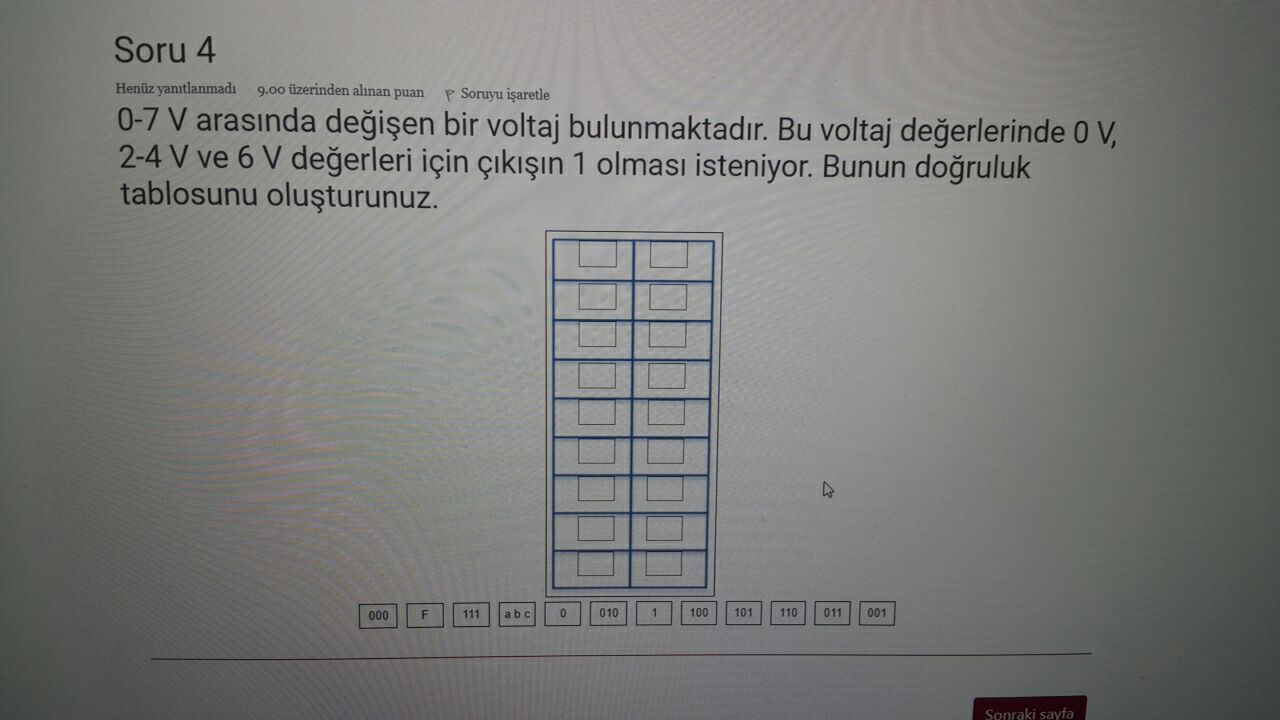 Soru 4
Henüz yanıtlanmadı 9.00 üzerinden alınan puan Soruyu işaretle
0-7 V arasında değişen bir voltaj bulunmaktadır. Bu voltaj değerlerinde 0 V,
2-4 V ve 6 V değerleri için çıkışın 1 olması isteniyor. Bunun doğruluk
tablosunu oluşturunuz.
000 F 111 a b c 0 010 1 100 101 110 011 001
Sonraki sayfa